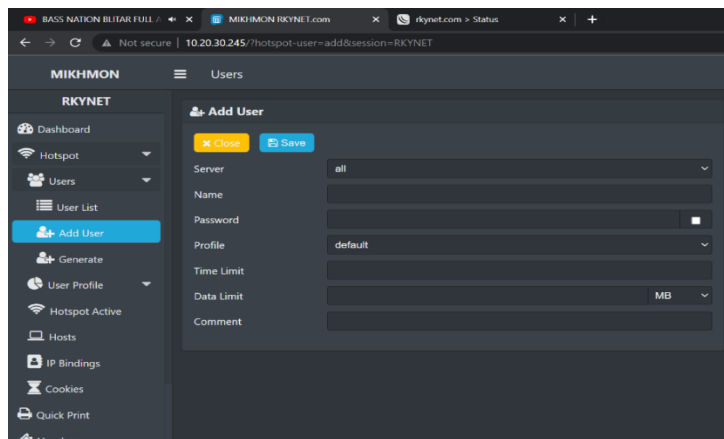 BASS NATION BLITAR FULL A
MIKHMON RKYNET.com
rkynet.com > Status
Not secure | 10.20.30.245/?hotspot-user=add&session=RKYNET
MIKHMON
Users
RKYNET
Dashboard
Hotspot
Users
User List
Add User
Generate
User Profile
Hotspot Active
Hosts
IP Bindings
Cookies
Quick Print
Add User
Close
Save
Server
all
Name
Password
Profile
default
Time Limit
Data Limit
MB
Comment